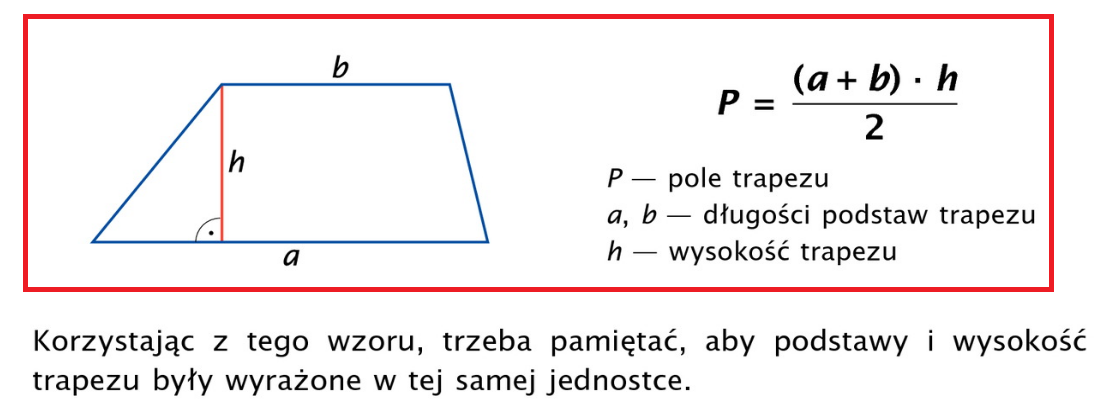 b
h
a
P = (a + b) · h / 2
P — pole trapezu
a, b — długości podstaw trapezu
h — wysokość trapezu
Korzystając z tego wzoru, trzeba pamiętać, aby podstawy i wysokość
trapezu były wyrażone w tej samej jednostce.